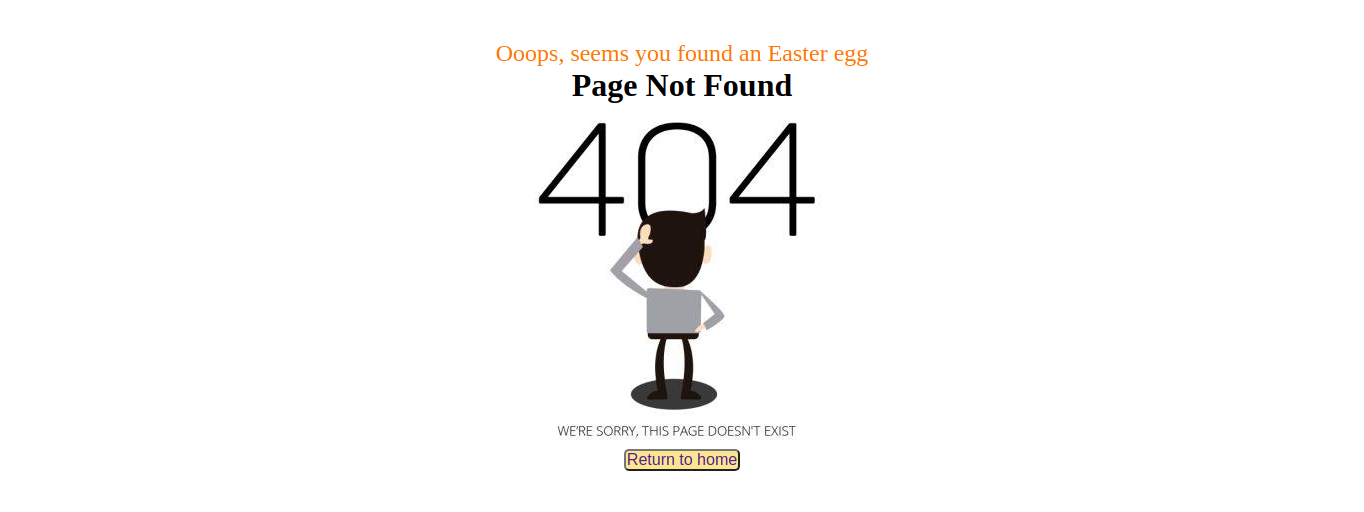 Ooops, seems you found an Easter egg
Page Not Found
404
WE'RE SORRY, THIS PAGE DOESN'T EXIST
Return to home